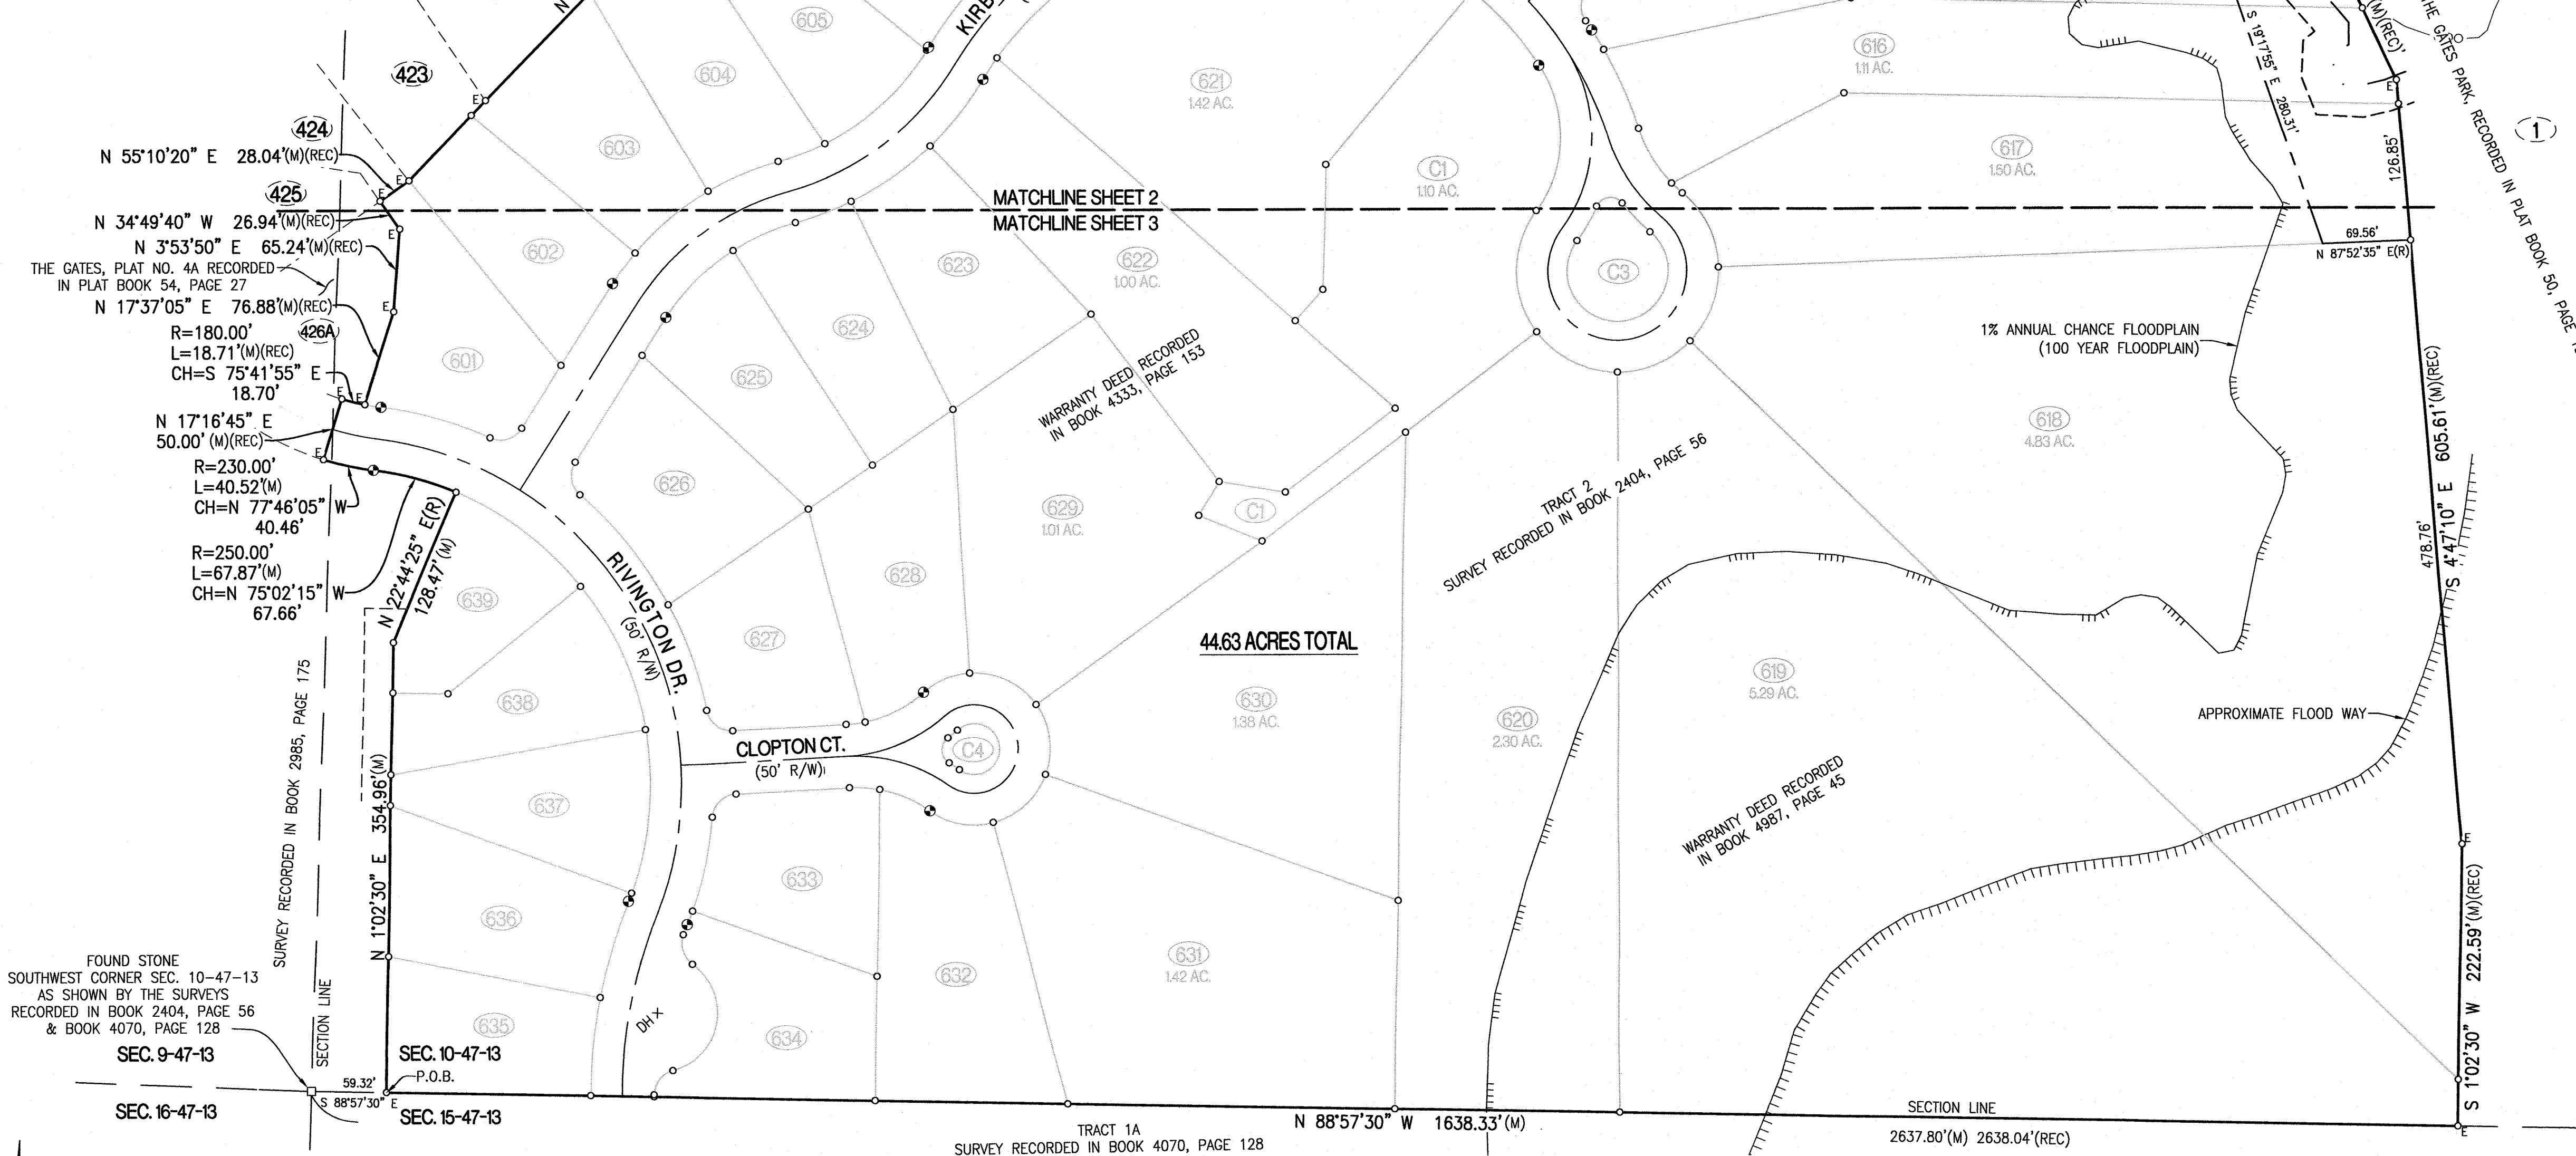 605
604
603
423
424
N 55°10'20" E 28.04'(M)(REC)
425
N 34°49'40" W 26.94'(M)(REC)
N 3°53'50" E 65.24'(M)(REC)
THE GATES, PLAT NO. 4A RECORDED
IN PLAT BOOK 54, PAGE 27
N 17°37'05" E 76.88'(M)(REC)
R=180.00'
L=18.71'(M)(REC)
CH=S 75°41'55" E
18.70'
426A
N 17°16'45" E
50.00' (M)(REC)
R=230.00'
L=40.52'(M)
CH=N 77°46'05" W
40.46'
R=250.00'
L=67.87'(M)
CH=N 75°02'15" W
67.66'
N 22°44'25" E(R)
128.47'(M)
N
E
E
E
E
E
E
E
E
KIRB
621
1.42 AC.
C1
1.10 AC.
616
1.11 AC.
617
1.50 AC.
S 19°17'55" E 280.31'
(M)(REC)
E
126.85'
THE GATES PARK, RECORDED IN PLAT BOOK 50, PAGE
1
MATCHLINE SHEET 2
MATCHLINE SHEET 3
602
601
623
622
1.00 AC.
624
625
626
627
628
629
1.01 AC.
C1
C3
WARRANTY DEED RECORDED
IN BOOK 4333, PAGE 153
TRACT 2
SURVEY RECORDED IN BOOK 2404, PAGE 56
69.56'
N 87°52'35" E(R)
1% ANNUAL CHANCE FLOODPLAIN
(100 YEAR FLOODPLAIN)
618
4.83 AC.
478.76'
S 4°47'10" E 605.61'(M)(REC)
RIVINGTON DR.
(50' R/W)
44.63 ACRES TOTAL
639
638
637
636
635
CLOPTON CT.
(50' R/W)
C4
630
1.38 AC.
620
2.30 AC.
619
5.29 AC.
APPROXIMATE FLOOD WAY
WARRANTY DEED RECORDED
IN BOOK 4987, PAGE 45
633
632
634
631
1.42 AC.
DH X
SURVEY RECORDED IN BOOK 2985, PAGE 175
SECTION LINE
N 1°02'30" E 354.96'(M)
FOUND STONE
SOUTHWEST CORNER SEC. 10-47-13
AS SHOWN BY THE SURVEYS
RECORDED IN BOOK 2404, PAGE 56
& BOOK 4070, PAGE 128
SEC. 9-47-13
SEC. 10-47-13
P.O.B.
59.32'
S 88°57'30" E
SEC. 16-47-13
SEC. 15-47-13
TRACT 1A
SURVEY RECORDED IN BOOK 4070, PAGE 128
N 88°57'30" W 1638.33'(M)
SECTION LINE
2637.80'(M) 2638.04'(REC)
E
S 1°02'30" W 222.59'(M)(REC)
E